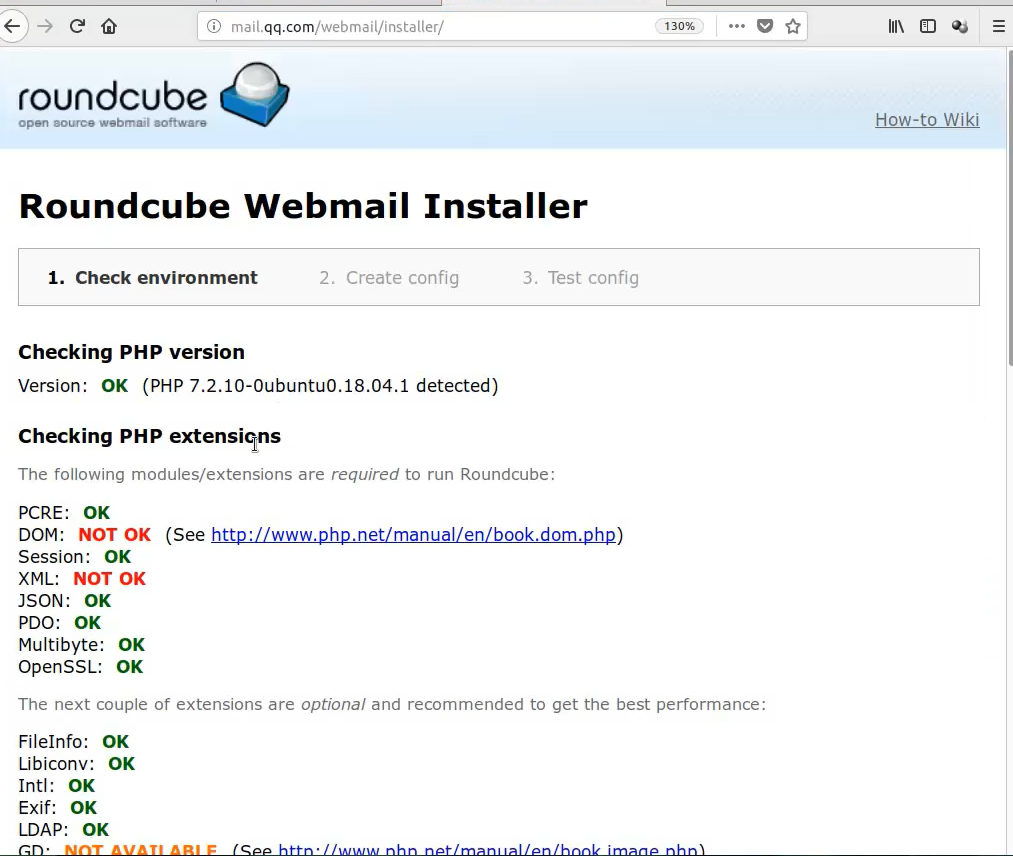 mail.qq.com/webmail/installer/
130%
roundcube
open source webmail software
How-to Wiki
Roundcube Webmail Installer
1. Check environment 2. Create config 3. Test config
Checking PHP version
Version: OK (PHP 7.2.10-0ubuntu0.18.04.1 detected)
Checking PHP extensions
The following modules/extensions are required to run Roundcube:
PCRE: OK
DOM: NOT OK (See http://www.php.net/manual/en/book.dom.php)
Session: OK
XML: NOT OK
JSON: OK
PDO: OK
Multibyte: OK
OpenSSL: OK
The next couple of extensions are optional and recommended to get the best performance:
FileInfo: OK
Libiconv: OK
Intl: OK
Exif: OK
LDAP: OK
GD: NOT AVAILABLE (See http://www.php.net/manual/en/book.image.php)